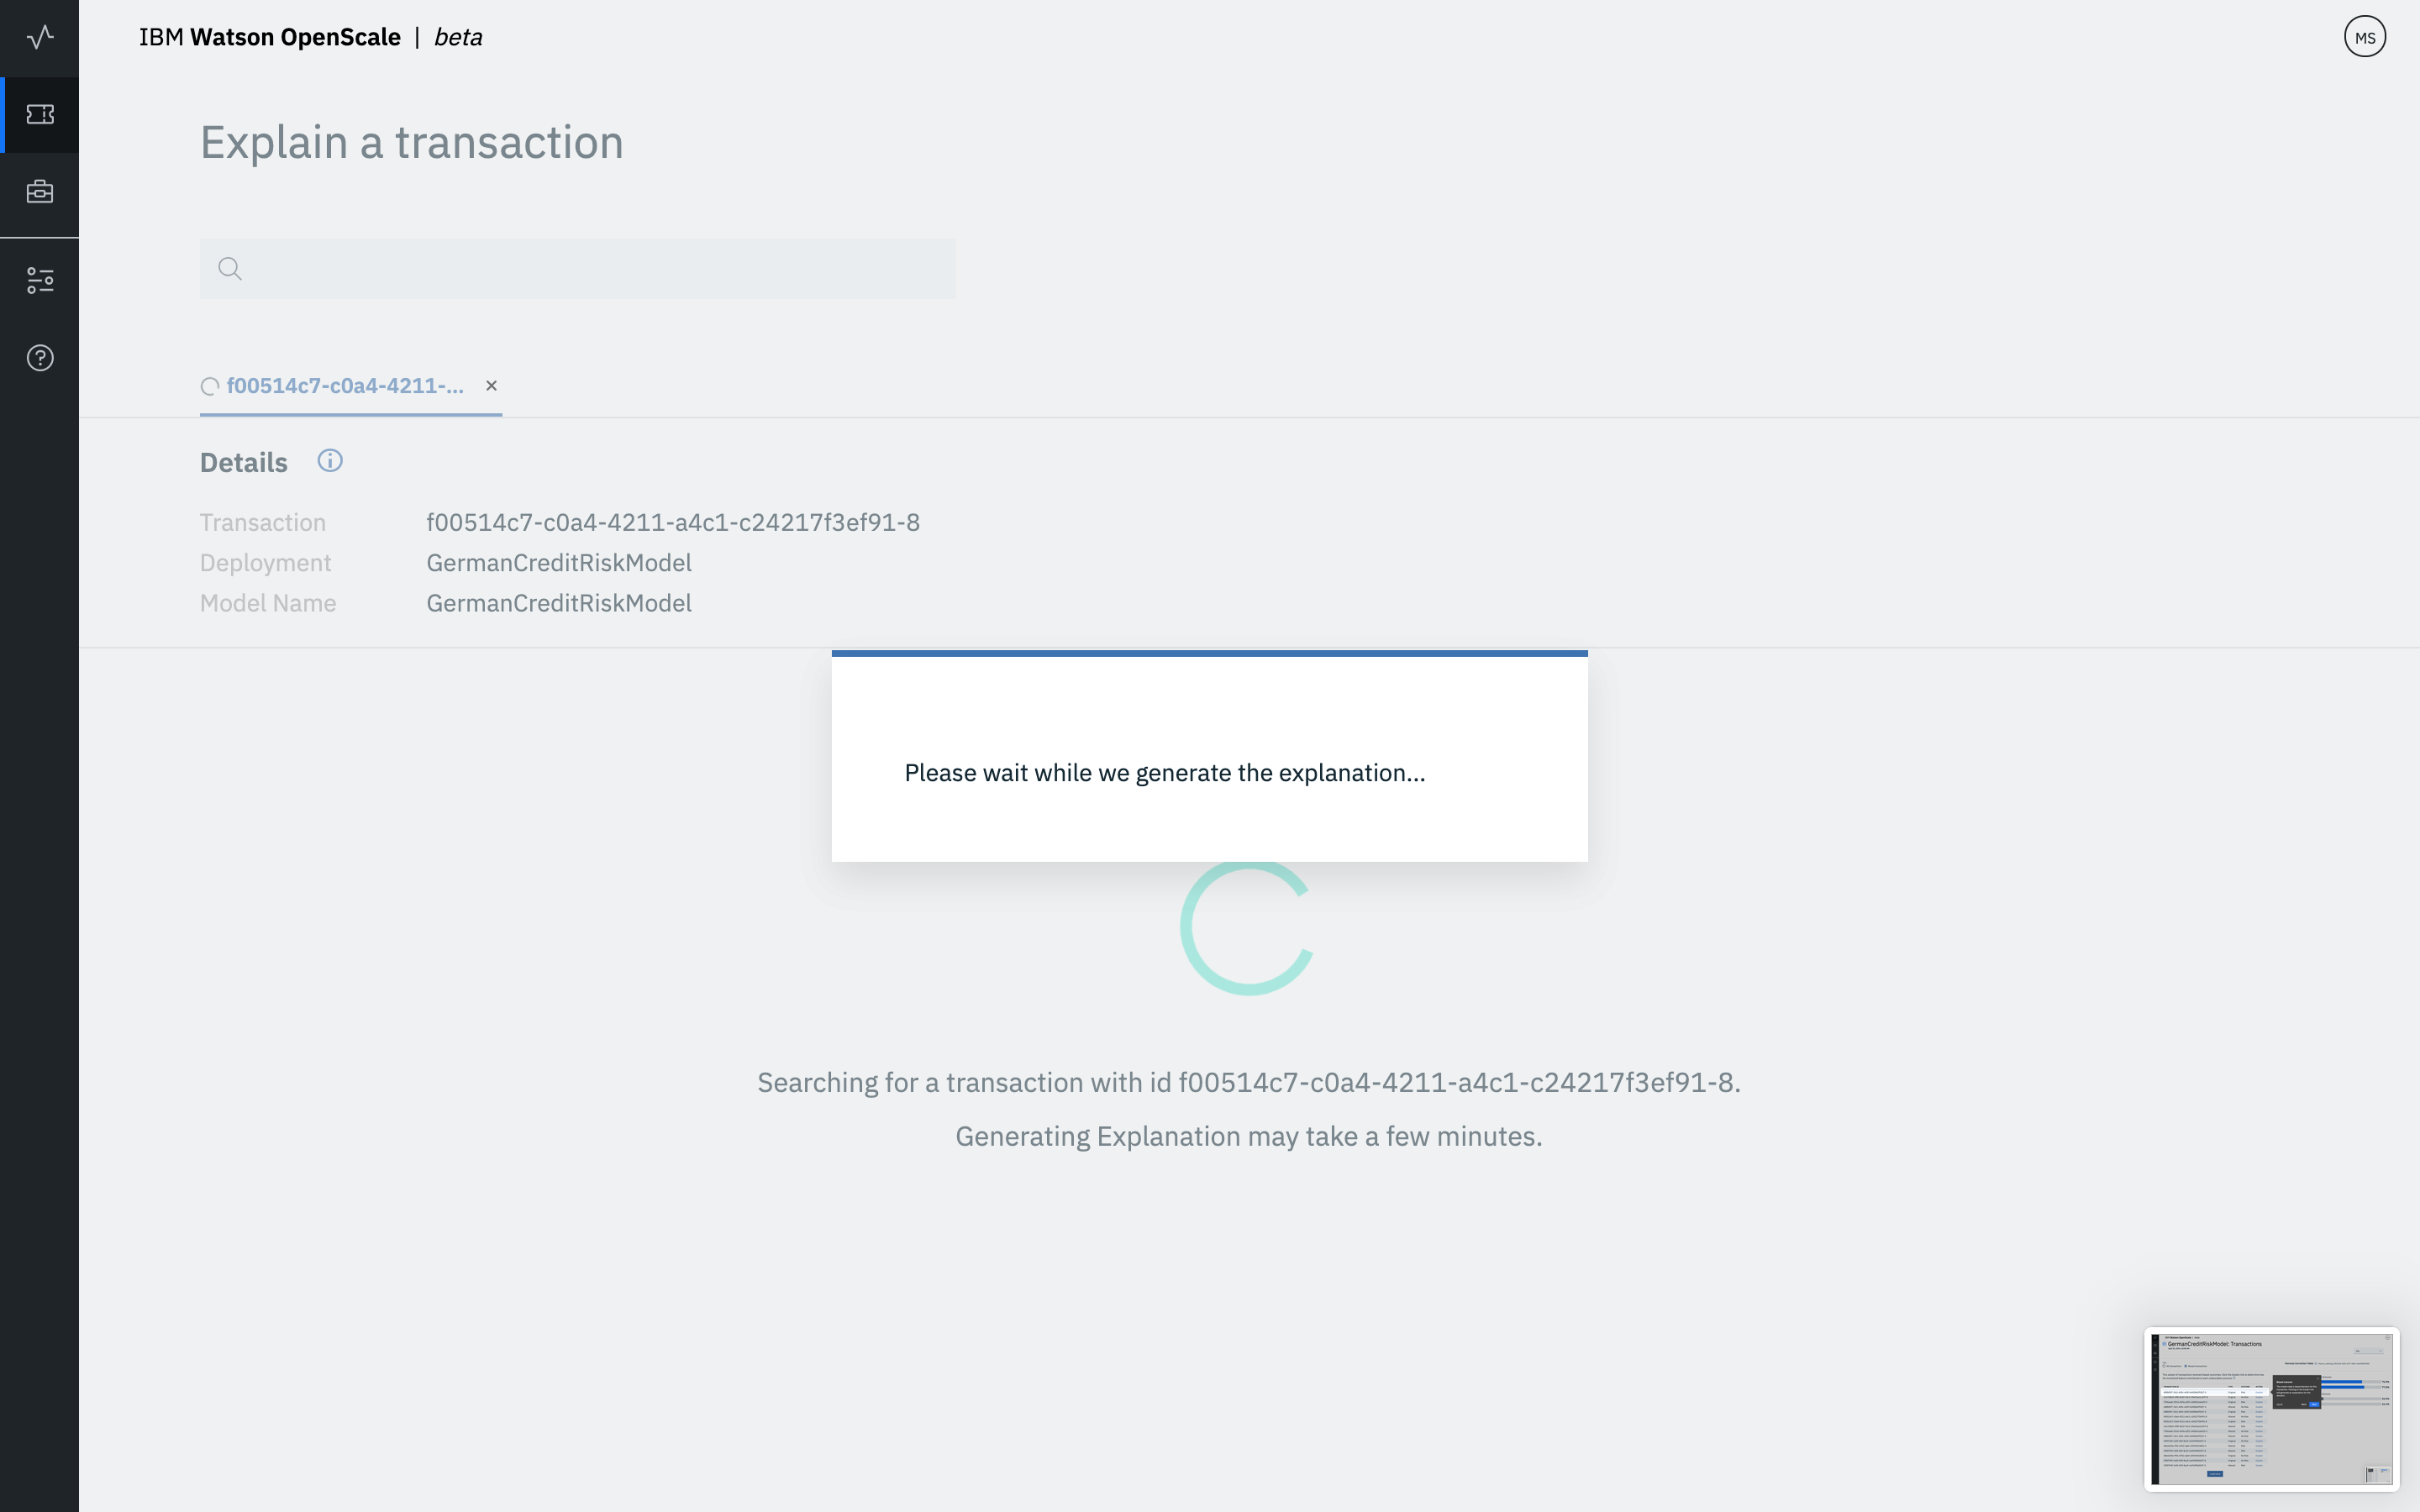 IBM Watson OpenScale | beta
MS
Explain a transaction
f00514c7-c0a4-4211-...
Details
Transaction f00514c7-c0a4-4211-a4c1-c24217f3ef91-8
Deployment GermanCreditRiskModel
Model Name GermanCreditRiskModel
Please wait while we generate the explanation...
Searching for a transaction with id f00514c7-c0a4-4211-a4c1-c24217f3ef91-8.
Generating Explanation may take a few minutes.
GermanCreditRiskModel: Transactions